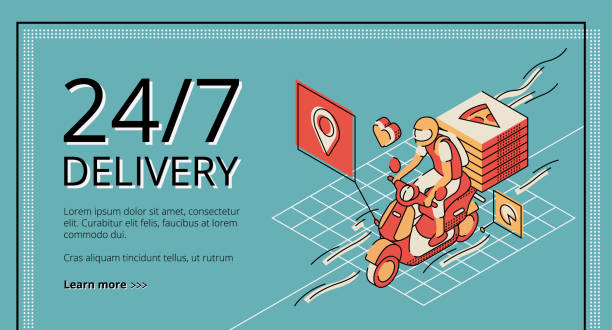 24/7
DELIVERY
Lorem ipsum dolor sit amet, consectetur
elit. Curabitur elit felis, faucibus at lorem
commodo dui.
Cras aliquam tincidunt tellus, ut rutrum
Learn more >>>